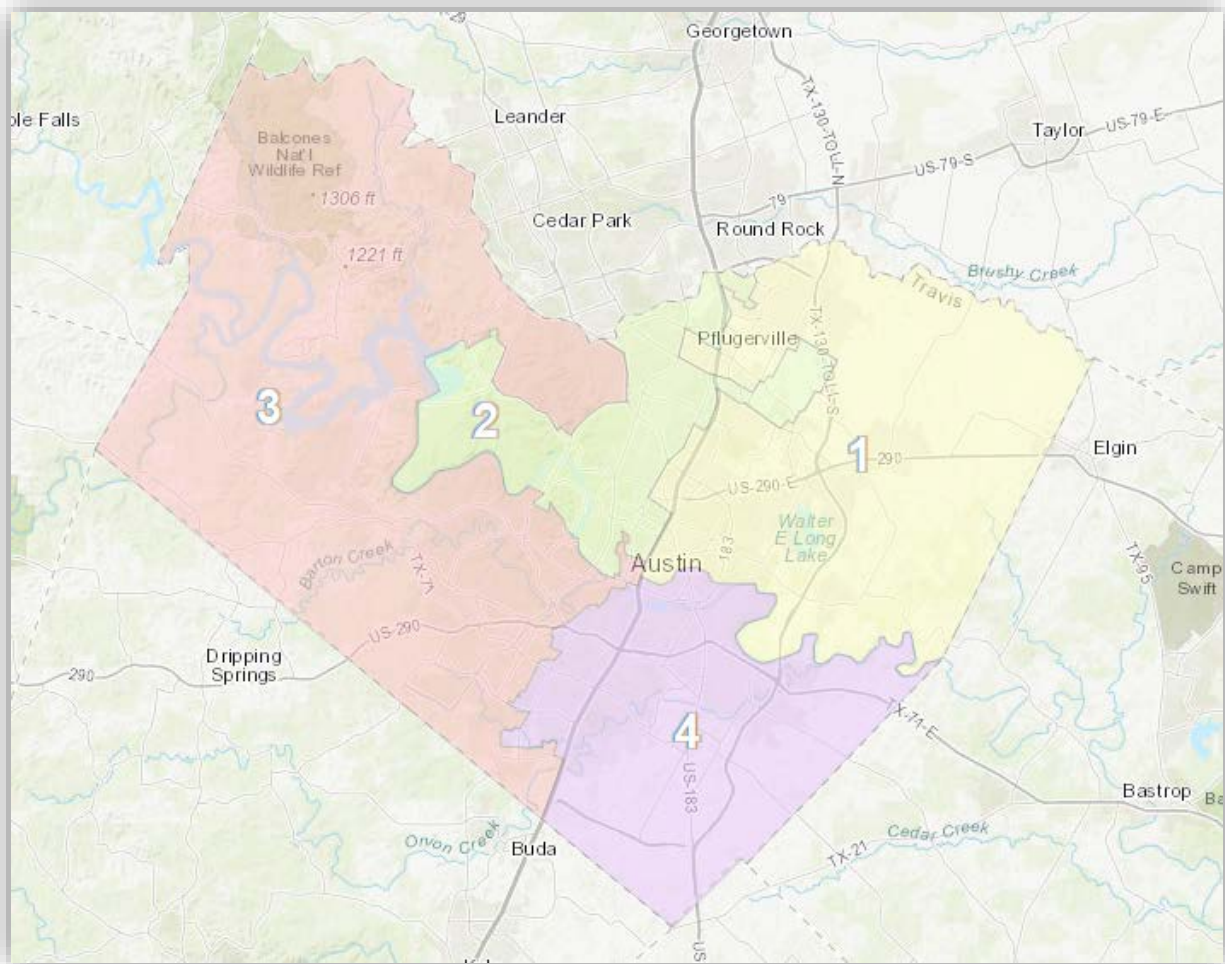 Georgetown
ble Falls
Leander
TX-130-TOLL-N
Taylor
US-79-E
Balcones
Nat'l
Wildlife Ref
US-79-S
1306 ft
79
Cedar Park
Round Rock
1221 ft
Brushy Creek
Travis
Pflugerville
TX-130-TOLL-S
3
2
1
Elgin
290
US-290-E
Walter
E Long
Lake
183
Barton Creek
TX-71
Austin
TX-95
Camp
Swift
US-290
Dripping
Springs
290
4
TX-71-E
US-183
Bastrop
Ba
Onion Creek
Buda
Cedar Creek
TX-21
US